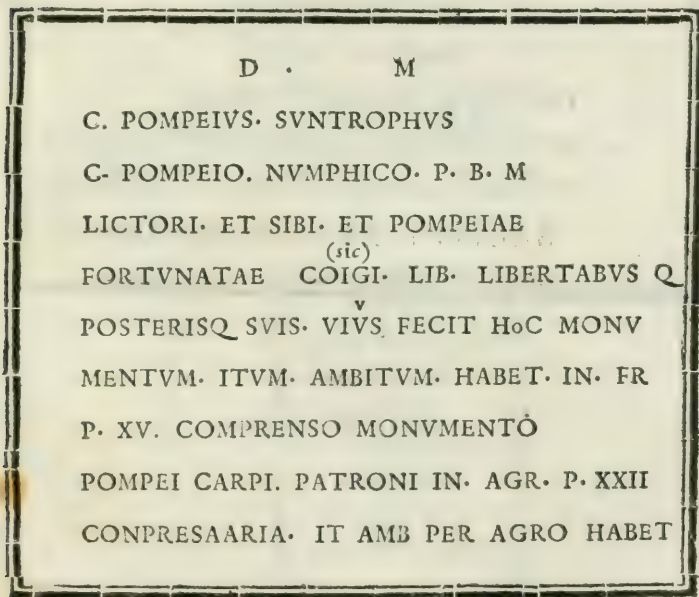 D · M
C. POMPEIVS· SVNTROPHVS
C- POMPEIO. NVMPHICO· P· B· M
LICTORI· ET SIBI· ET POMPEIAE
(sic)
FORTVNATAE COIGI· LIB· LIBERTABVS Q
v
POSTERISQ SVIS· VIVS FECIT HoC MONV
MENTVM· ITVM· AMBITVM· HABET· IN· FR
P· XV. COMPRENSO MONVMENTO
POMPEI CARPI. PATRONI IN· AGR· P· XXII
CONPRESAARIA· IT AMB PER AGRO HABET